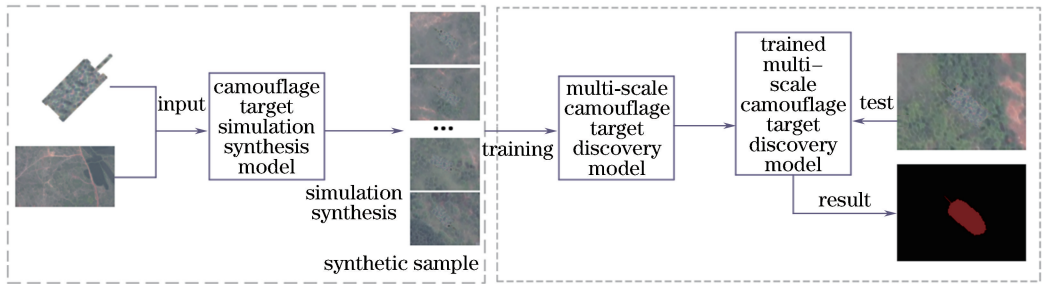 input
camouflage
target
simulation
synthesis
model
simulation
synthesis
•••
synthetic sample
training
multi-scale
camouflage
target
discovery
model
trained
multi–
scale
camouflage
target
discovery
model
test
result